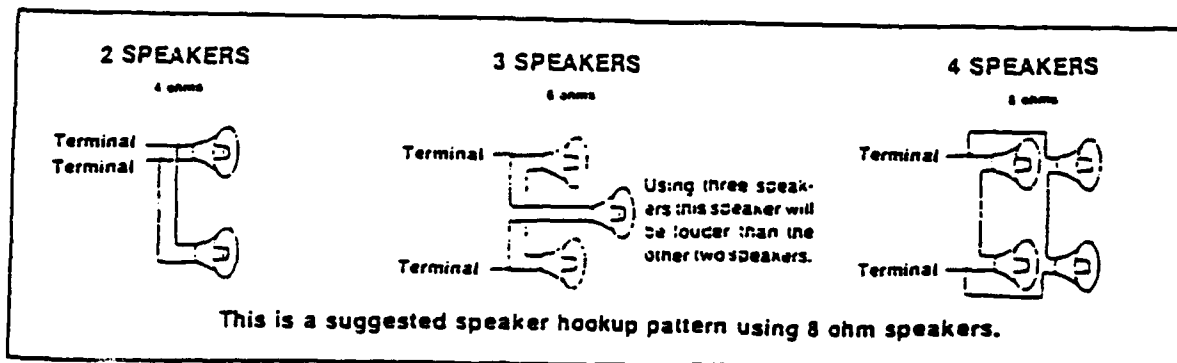 2 SPEAKERS
4 ohms
Terminal
Terminal
3 SPEAKERS
6 ohms
Terminal
Terminal
Using three speak-
ers this speaker will
be louder than the
other two speakers.
4 SPEAKERS
8 ohms
Terminal
Terminal
This is a suggested speaker hookup pattern using 8 ohm speakers.